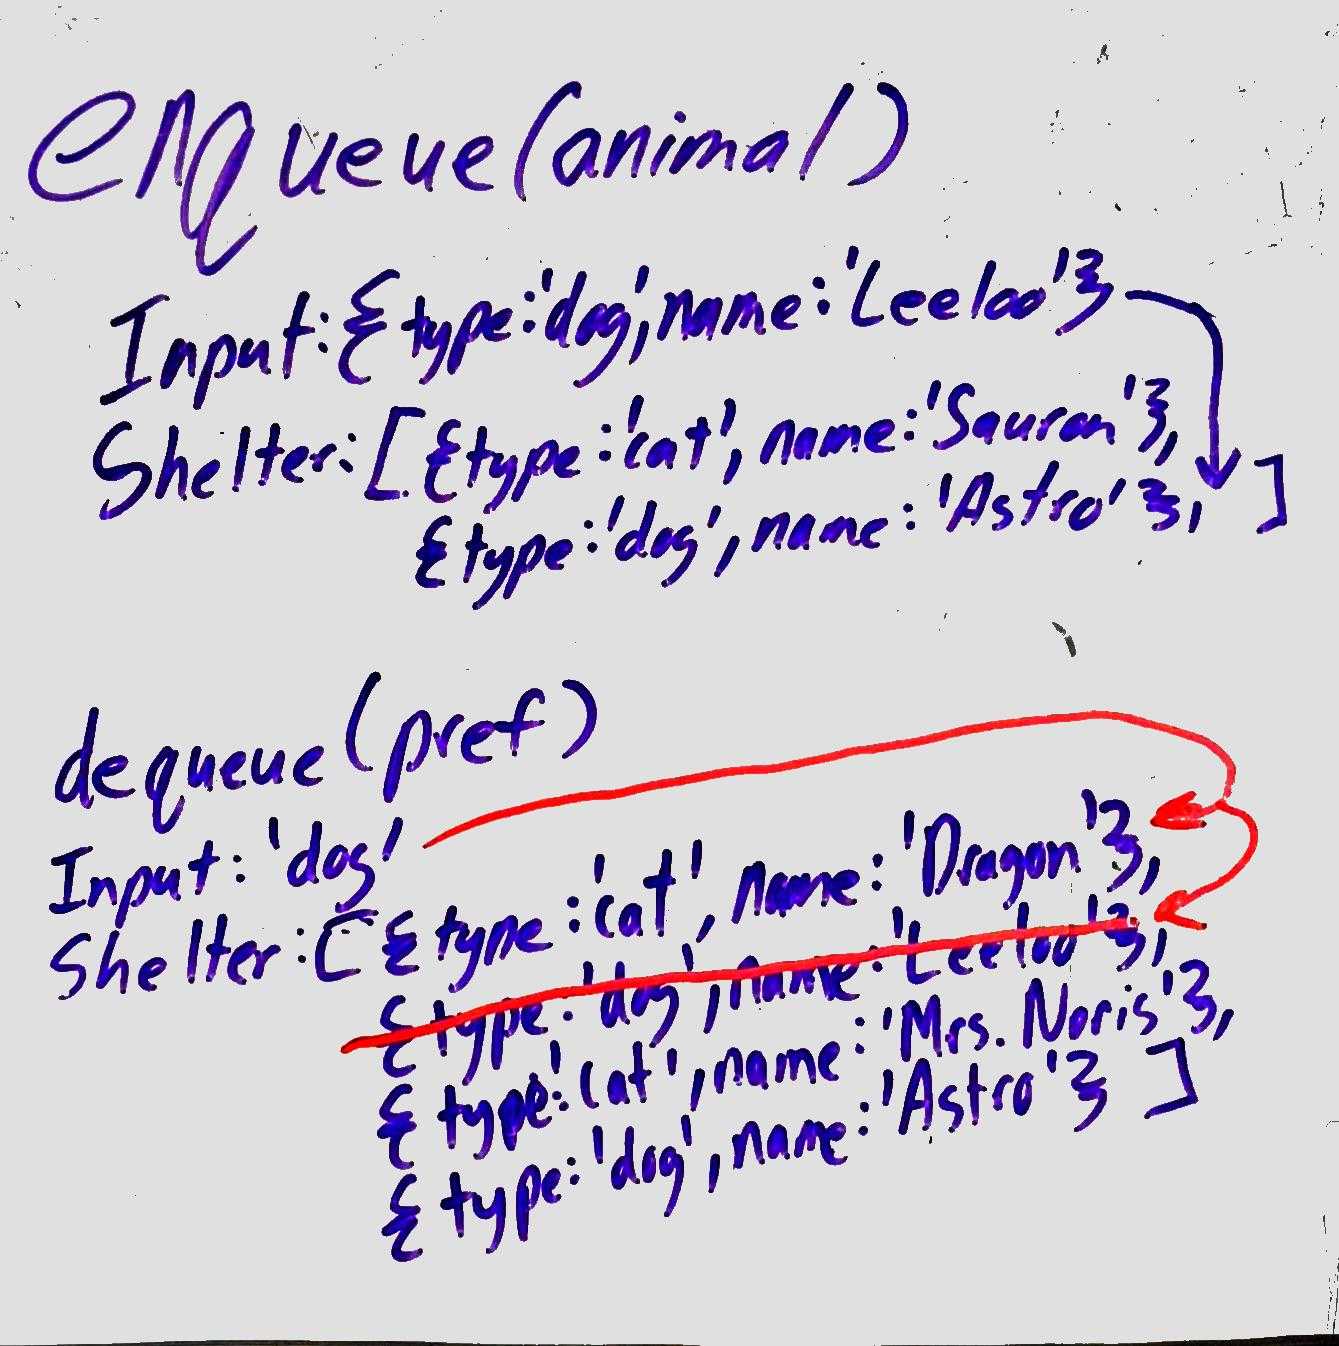 enqueue(animal)
Input:{type:'dog',name:'Leeloo'}
Shelter:[{type:'cat',name:'Sauron'},
{type:'dog',name:'Astro'}, ]
dequeue(pref)
Input:'dog'
Shelter:[{type:'cat',name:'Dragon'},
{type:'dog',name:'Leeloo'},
{type:'cat',name:'Mrs. Noris'},
{type:'dog',name:'Astro'} ]